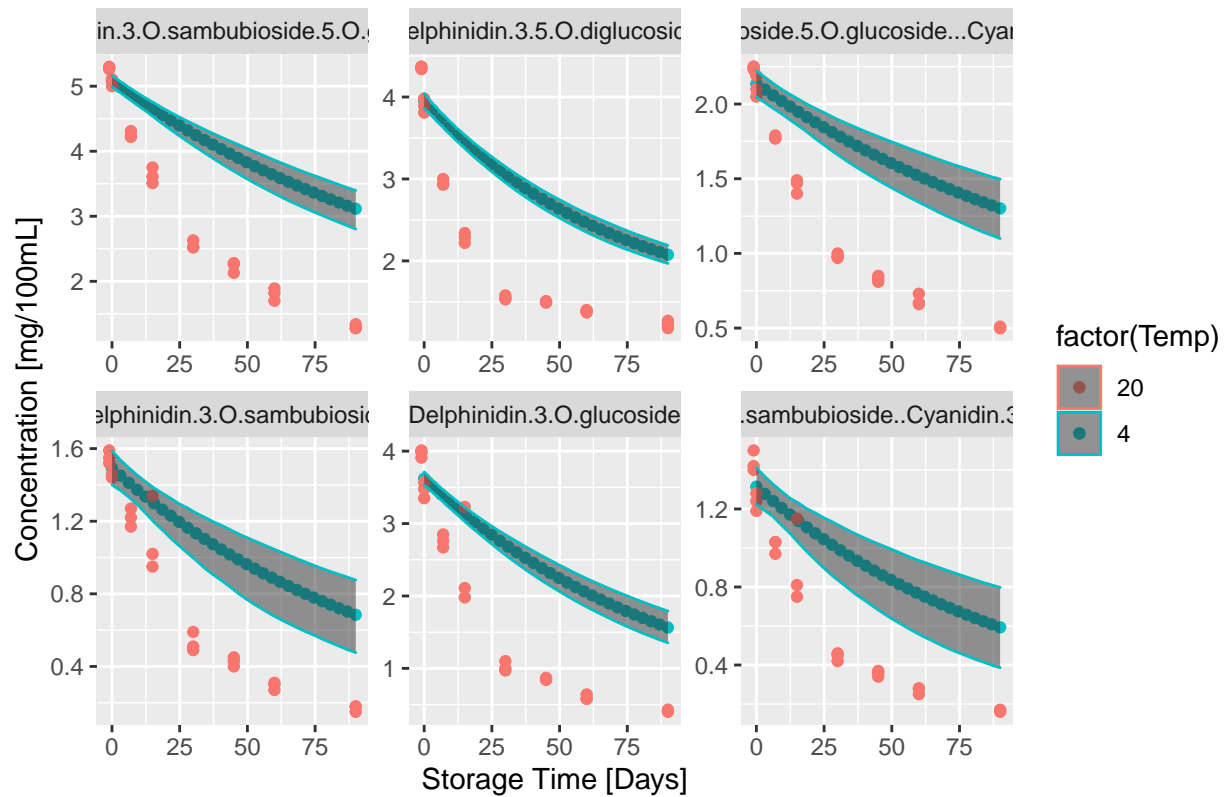 in.3.O.sambubioside.5.O.g
elphinidin.3.5.O.diglucosid
oside.5.O.glucoside...Cyan
5
4
3
2
4
3
2
2.0
1.5
1.0
0.5
0 25 50 75
0 25 50 75
0 25 50 75
elphinidin.3.O.sambubiosid
Delphinidin.3.O.glucoside
.sambubioside..Cyanidin.3
1.6
1.2
0.8
0.4
4
3
2
1
1.2
0.8
0.4
0 25 50 75
0 25 50 75
0 25 50 75
Concentration [mg/100mL]
Storage Time [Days]
factor(Temp)
20
4